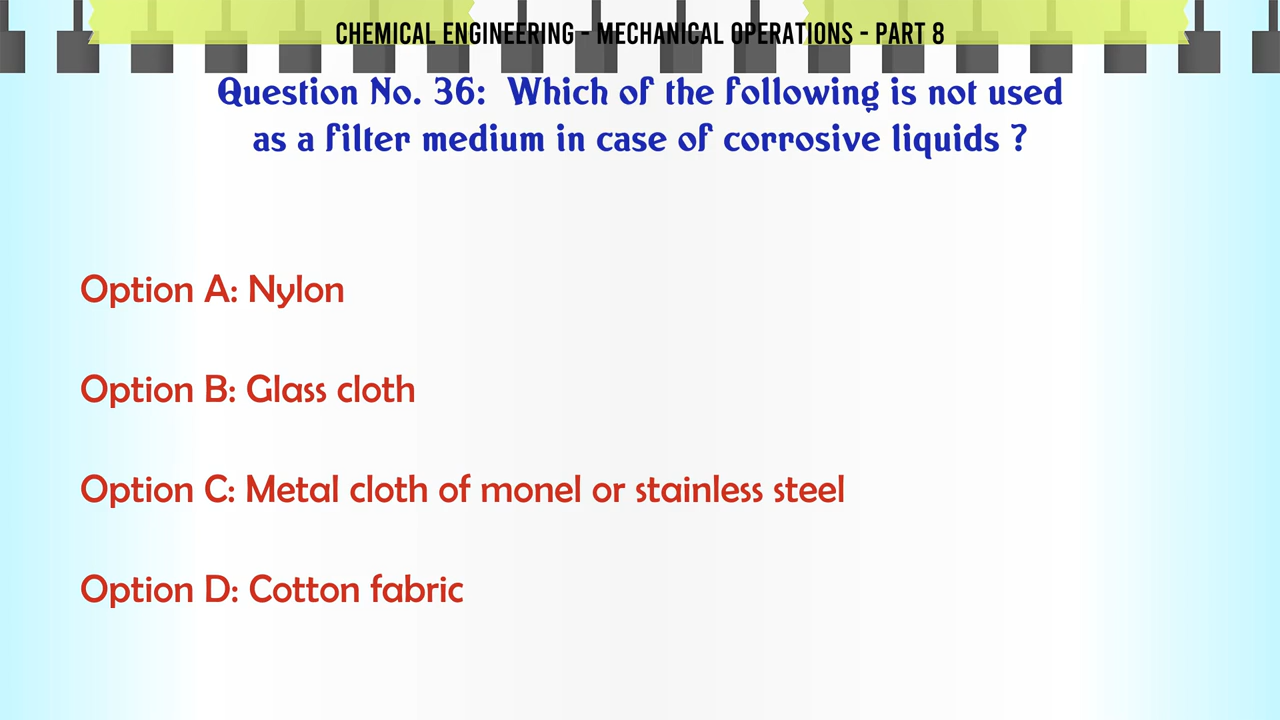 CHEMICAL ENGINEERING - MECHANICAL OPERATIONS - PART 8
Question No. 36: Which of the following is not used
as a filter medium in case of corrosive liquids ?
Option A: Nylon
Option B: Glass cloth
Option C: Metal cloth of monel or stainless steel
Option D: Cotton fabric